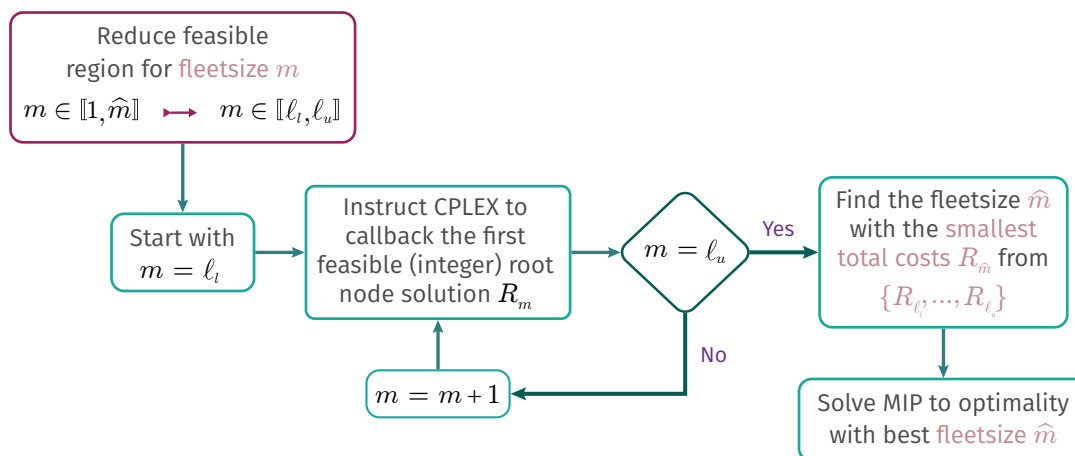 Reduce feasible
region for fleetsize m
m ∈ ⟦1, m̂⟧ ↣ m ∈ ⟦ℓ_l, ℓ_u⟧
Start with
m = ℓ_l
Instruct CPLEX to
callback the first
feasible (integer) root
node solution R_m
m = m + 1
m = ℓ_u
Yes
No
Find the fleetsize m̂
with the smallest
total costs R_m̂ from
{R_ℓ_l, ..., R_ℓ_u}
Solve MIP to optimality
with best fleetsize m̂